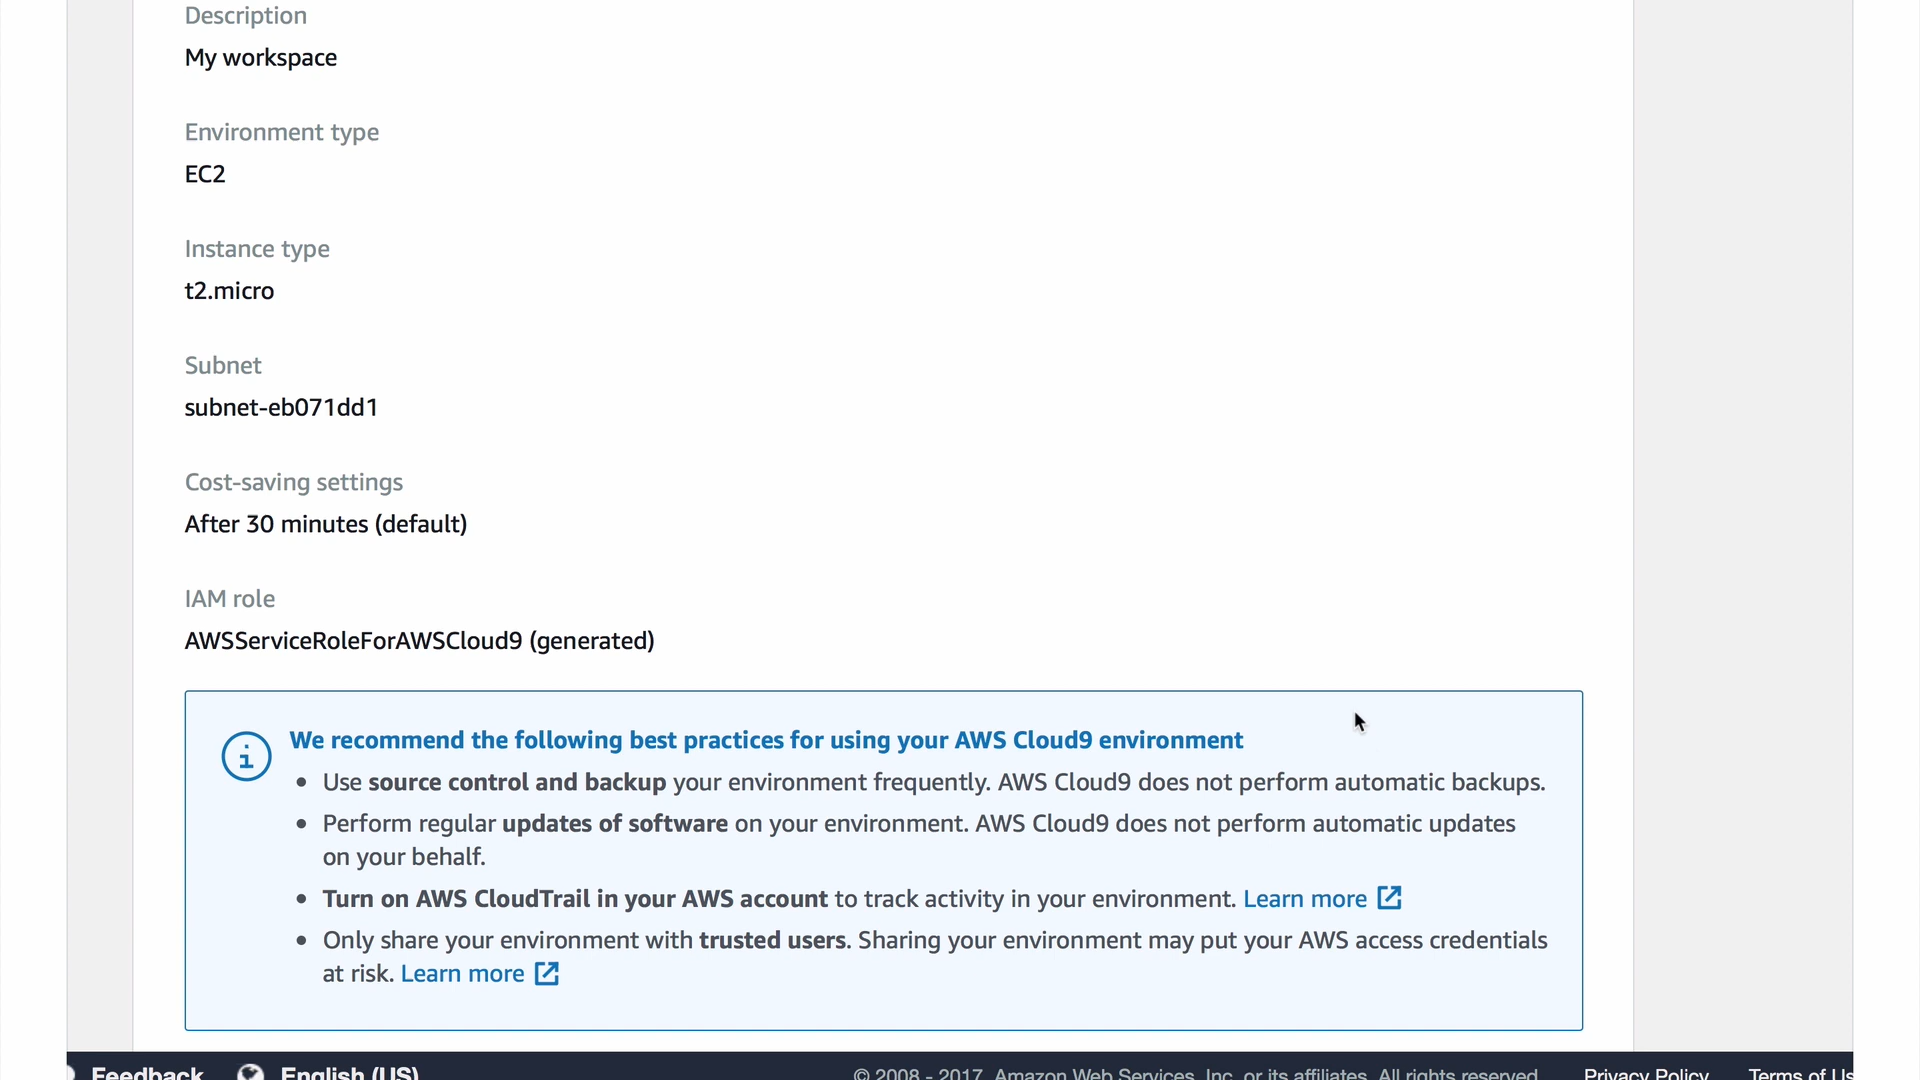 Description
My workspace
Environment type
EC2
Instance type
t2.micro
Subnet
subnet-eb071dd1
Cost-saving settings
After 30 minutes (default)
IAM role
AWSServiceRoleForAWSCloud9 (generated)
We recommend the following best practices for using your AWS Cloud9 environment
Use source control and backup your environment frequently. AWS Cloud9 does not perform automatic backups.
Perform regular updates of software on your environment. AWS Cloud9 does not perform automatic updates
on your behalf.
Turn on AWS CloudTrail in your AWS account to track activity in your environment. Learn more
Only share your environment with trusted users. Sharing your environment may put your AWS access credentials
at risk. Learn more
Feedback English (US) © 2008 - 2017, Amazon Web Services, Inc. or its affiliates. All rights reserved. Privacy Policy Terms of Us